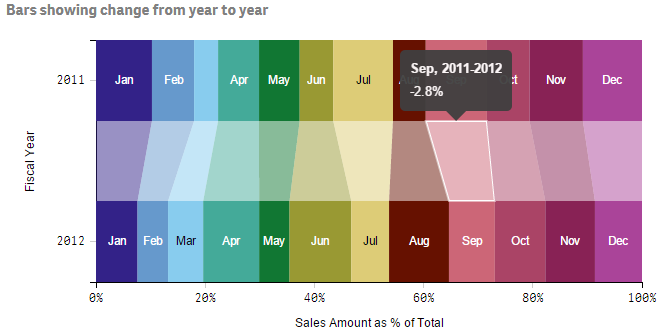 Bars showing change from year to year
2011
Jan Feb Apr May Jun Jul Oct Nov Dec
Sep, 2011-2012
-2.8%
Fiscal Year
2012
Jan Feb Mar Apr May Jun Jul Aug Sep Oct Nov Dec
0% 20% 40% 60% 80% 100%
Sales Amount as % of Total